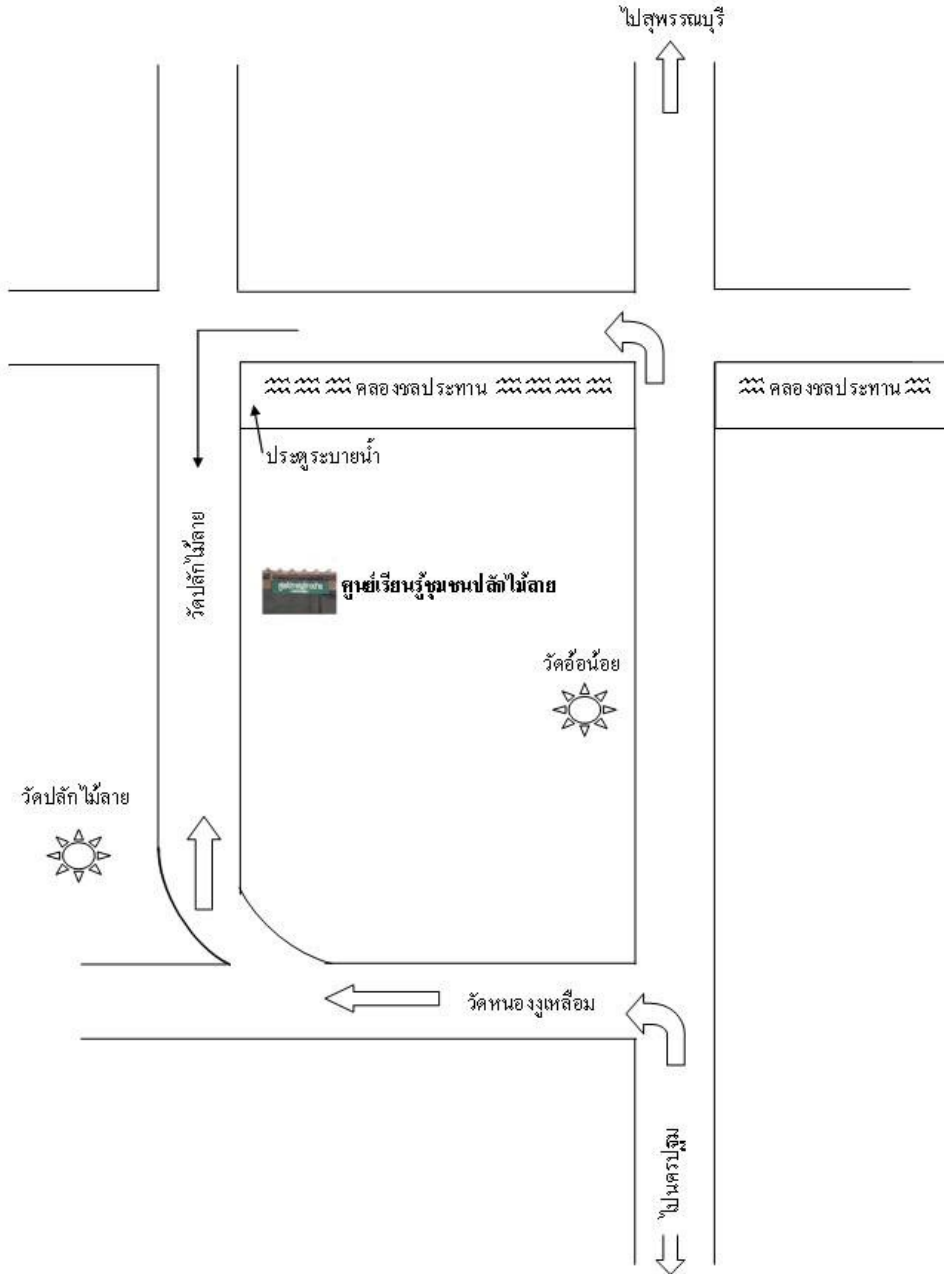 ไปสุพรรณบุรี
คลองชลประทาน
คลองชลประทาน
ประตูระบายน้ำ
วัดปลักไม้ลาย
ศูนย์เรียนรู้ชุมชนปลักไม้ลาย
วัดอ้อน้อย
วัดปลักไม้ลาย
วัดหนองงูเหลือม
ไปนครปฐม